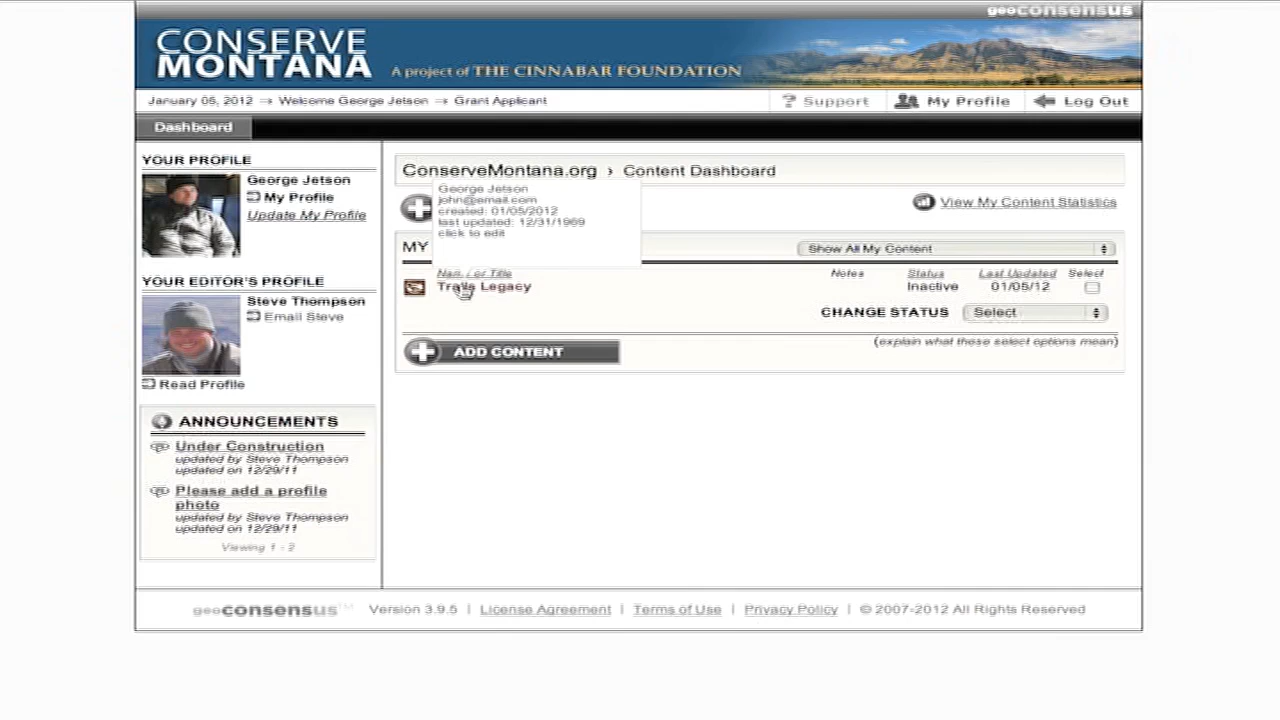 geoconsensus
CONSERVE
MONTANA
A project of THE CINNABAR FOUNDATION
January 05, 2012 → Welcome George Jetson → Grant Applicant
? Support
My Profile
Log Out
Dashboard
YOUR PROFILE
George Jetson
My Profile
Update My Profile
YOUR EDITOR'S PROFILE
Steve Thompson
Email Steve
Read Profile
ANNOUNCEMENTS
Under Construction
updated by Steve Thompson
updated on 12/29/11
Please add a profile
photo
updated by Steve Thompson
updated on 12/29/11
Viewing 1 - 2
ConserveMontana.org › Content Dashboard
George Jetson
john@email.com
created: 01/05/2012
last updated: 12/31/1969
click to edit
View My Content Statistics
MY
Show All My Content
Name or Title Notes Status Last Updated Select
Trails Legacy Inactive 01/05/12
CHANGE STATUS Select
(explain what these select options mean)
ADD CONTENT
geoconsensus™ Version 3.9.5 | License Agreement | Terms of Use | Privacy Policy | © 2007-2012 All Rights Reserved